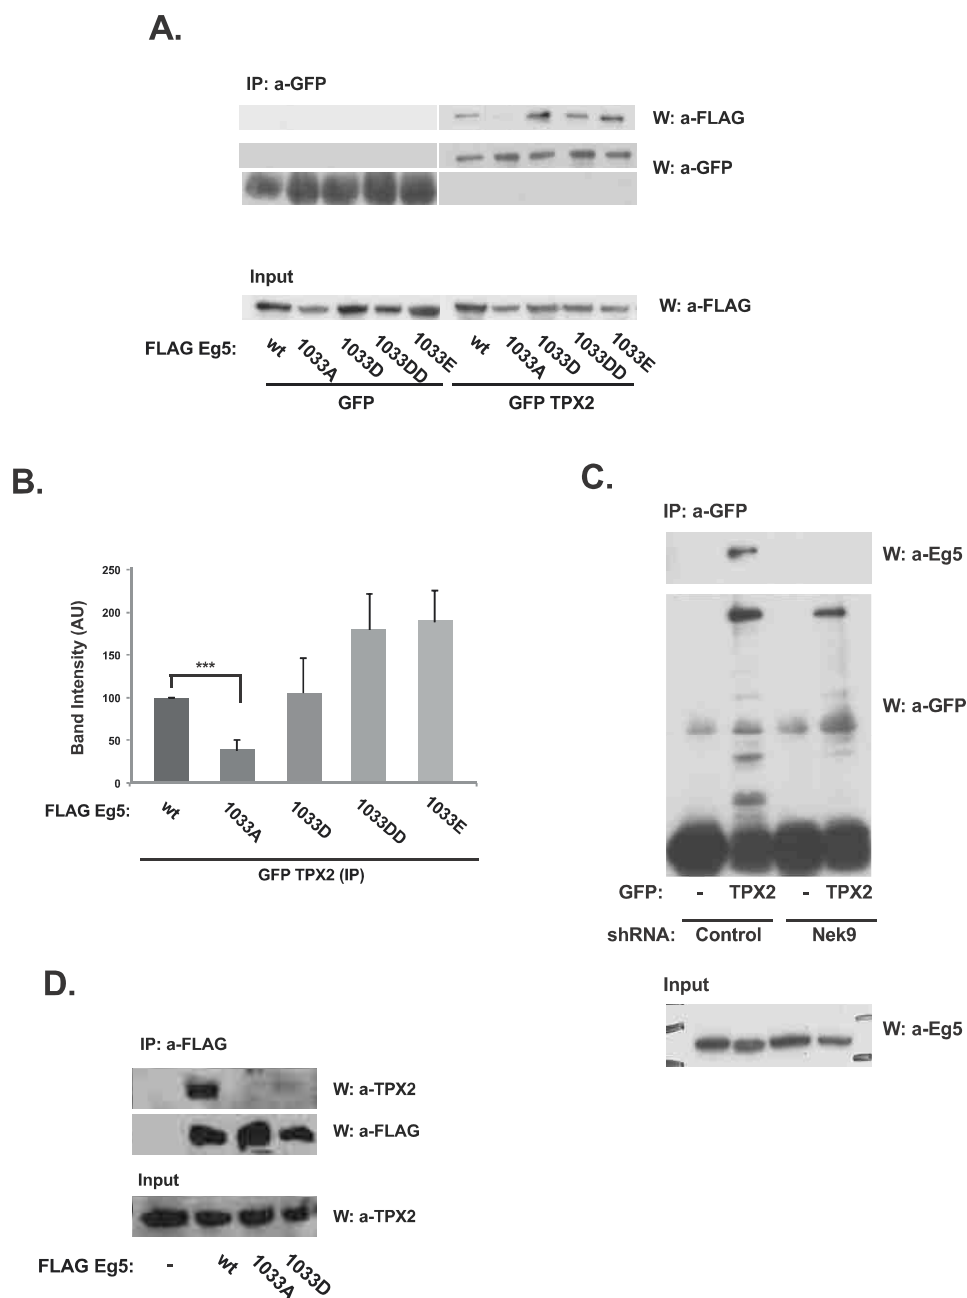 A.
IP: a-GFP
W: a-FLAG
W: a-GFP
Input
W: a-FLAG
FLAG Eg5: wt 1033A 1033D 1033DD 1033E wt 1033A 1033D 1033DD 1033E
GFP GFP TPX2
B.
250
200
150
100
50
0
Band Intensity (AU)
***
FLAG Eg5: wt 1033A 1033D 1033DD 1033E
GFP TPX2 (IP)
C.
IP: a-GFP
W: a-Eg5
W: a-GFP
GFP: - TPX2 - TPX2
shRNA: Control Nek9
Input
W: a-Eg5
D.
IP: a-FLAG
W: a-TPX2
W: a-FLAG
Input
W: a-TPX2
FLAG Eg5: - wt 1033A 1033D